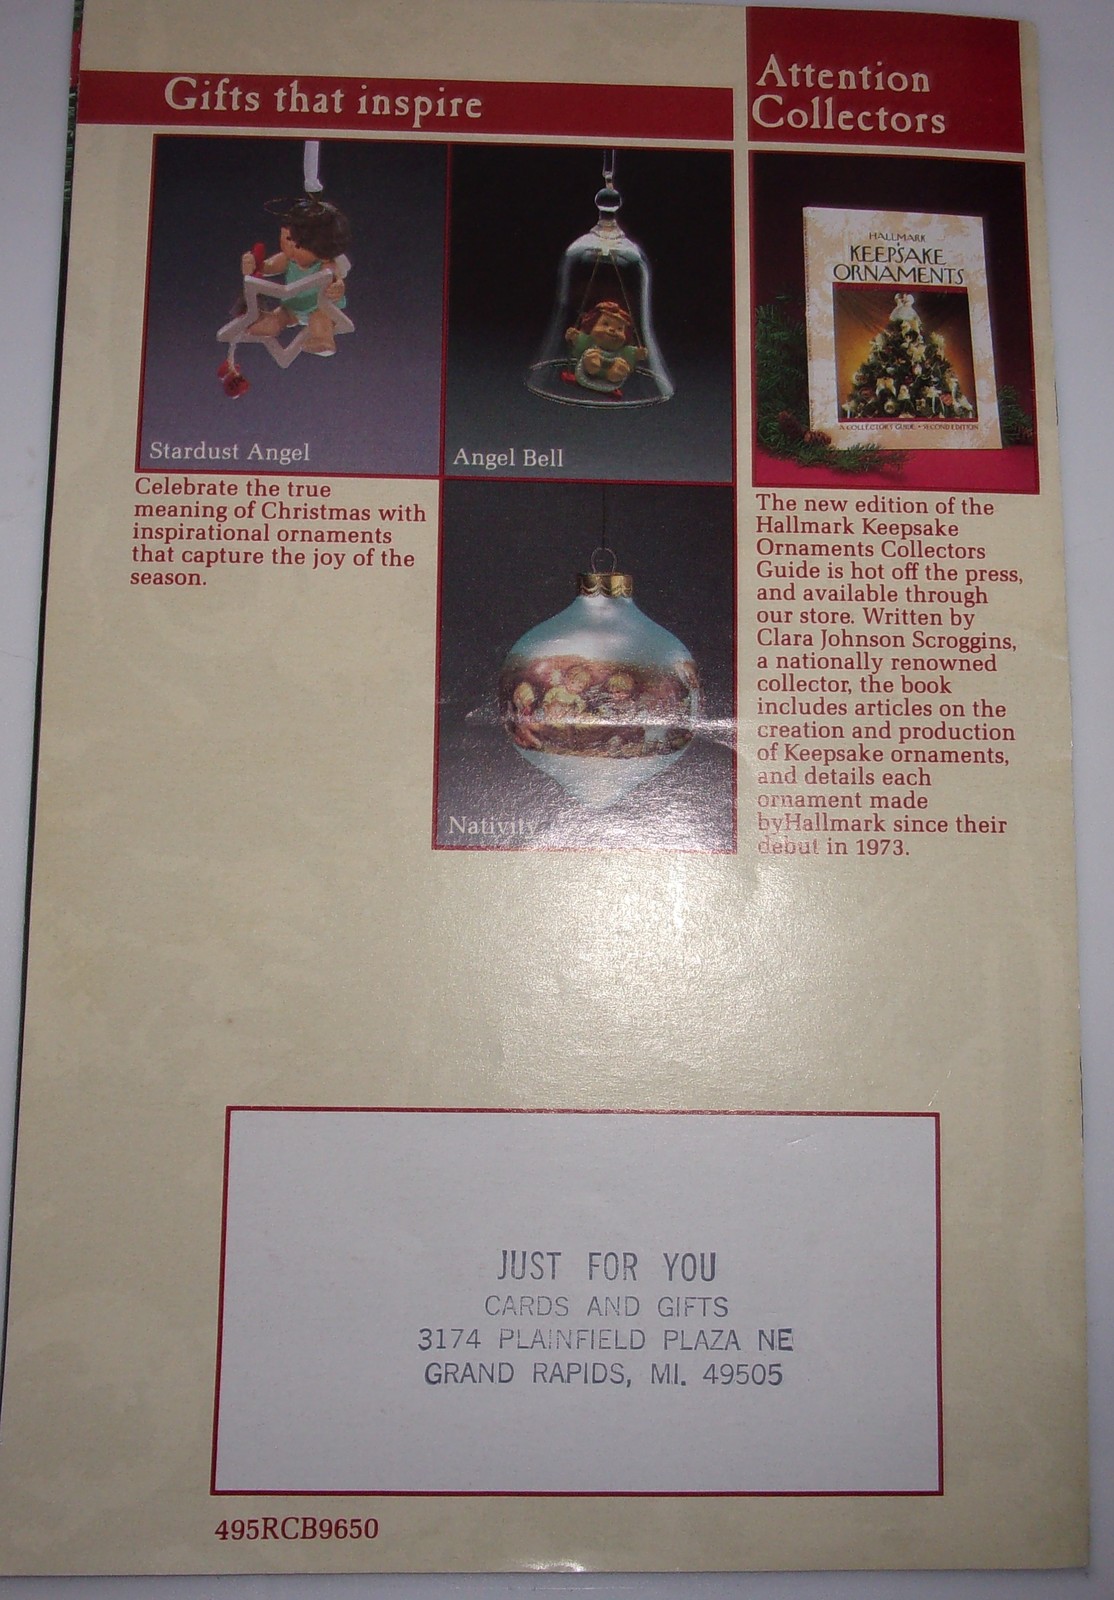 Gifts that inspire
Stardust Angel
Angel Bell
Celebrate the true
meaning of Christmas with
inspirational ornaments
that capture the joy of the
season.
Nativity
Attention
Collectors
HALLMARK
KEEPSAKE
ORNAMENTS
A COLLECTOR'S GUIDE • SECOND EDITION
The new edition of the
Hallmark Keepsake
Ornaments Collectors
Guide is hot off the press,
and available through
our store. Written by
Clara Johnson Scroggins,
a nationally renowned
collector, the book
includes articles on the
creation and production
of Keepsake ornaments,
and details each
ornament made
byHallmark since their
debut in 1973.
JUST FOR YOU
CARDS AND GIFTS
3174 PLAINFIELD PLAZA NE
GRAND RAPIDS, MI. 49505
495RCB9650